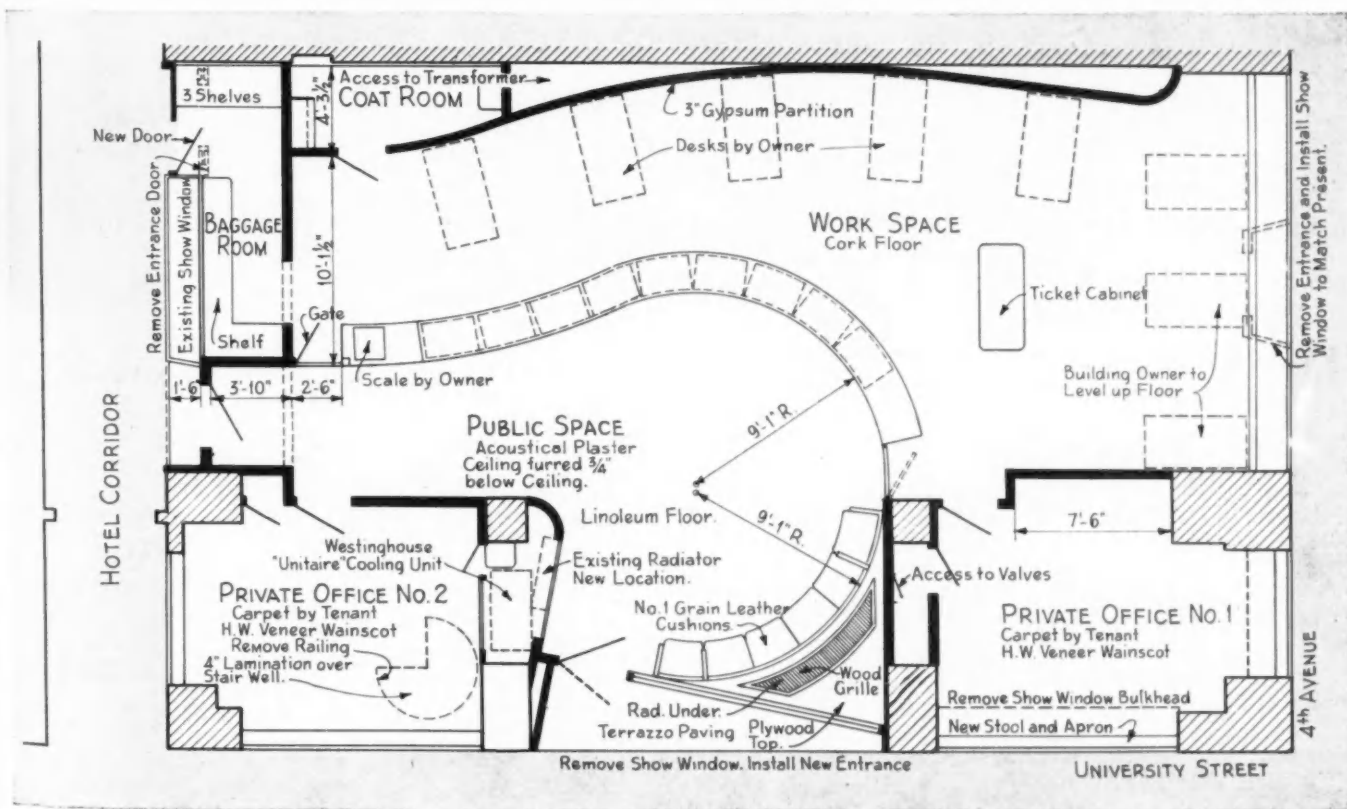 Access to Transformer
COAT ROOM
4'-3½"
3 Shelves
New Door
3" Gypsum Partition
Desks by Owner
Remove Entrance Door
Existing Show Window
BAGGAGE
ROOM
Shelf
10'-1½"
Gate
Scale by Owner
1'-6"
3'-10"
2'-6"
WORK SPACE
Cork Floor
Ticket Cabinet
Remove Entrance and Install Show
Window to Match Present.
Building Owner to
Level up Floor
HOTEL CORRIDOR
PUBLIC SPACE
Acoustical Plaster
Ceiling furred ¾"
below Ceiling.
9'-1" R.
9'-1" R.
Linoleum Floor.
7'-6"
Westinghouse
"Unitaire" Cooling Unit
Existing Radiator
New Location.
Access to Valves
PRIVATE OFFICE NO. 2
Carpet by Tenant
H.W. Veneer Wainscot
Remove Railing
4" Lamination over
Stair Well.
No.1 Grain Leather
Cushions
PRIVATE OFFICE NO. 1
Carpet by Tenant
H.W. Veneer Wainscot
Wood
Grille
Rad. Under
Terrazzo Paving
Plywood
Top.
Remove Show Window Bulkhead
New Stool and Apron
4th AVENUE
Remove Show Window. Install New Entrance
UNIVERSITY STREET